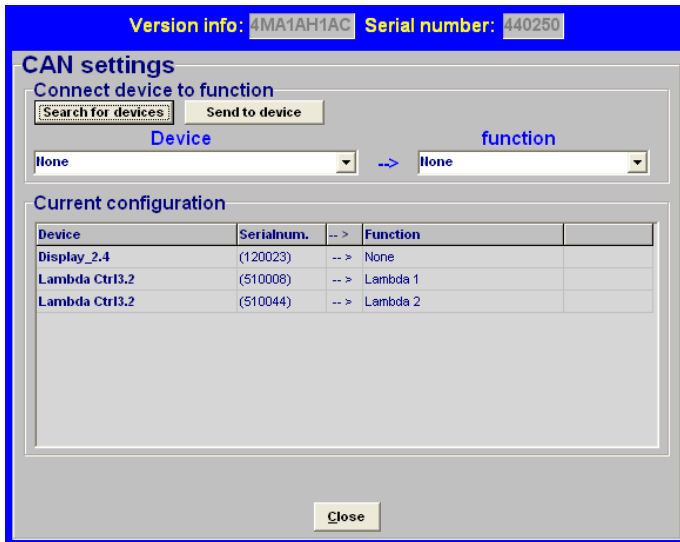 Version info: 4MA1AH1AC Serial number: 440250
CAN settings
Connect device to function
Search for devices Send to device
Device function
None --> None
Current configuration
Device Serialnum. -- > Function
Display_2.4 (120023) -- > None
Lambda Ctrl3.2 (510008) -- > Lambda 1
Lambda Ctrl3.2 (510044) -- > Lambda 2
Close